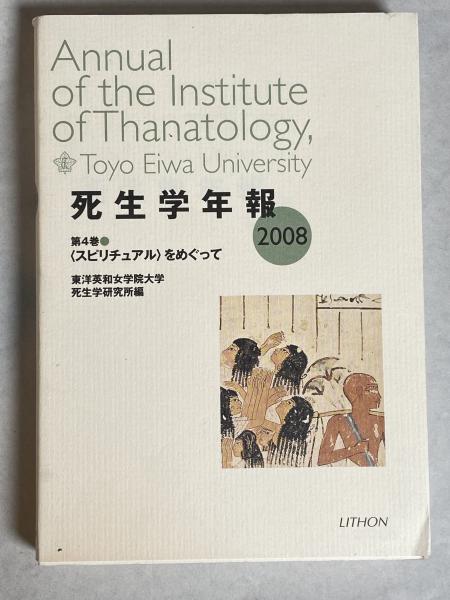 Annual
of the Institute
of Thanatology,
Toyo Eiwa University
死生学年報
2008
第4巻●
〈スピリチュアル〉をめぐって
東洋英和女学院大学
死生学研究所編
LITHON